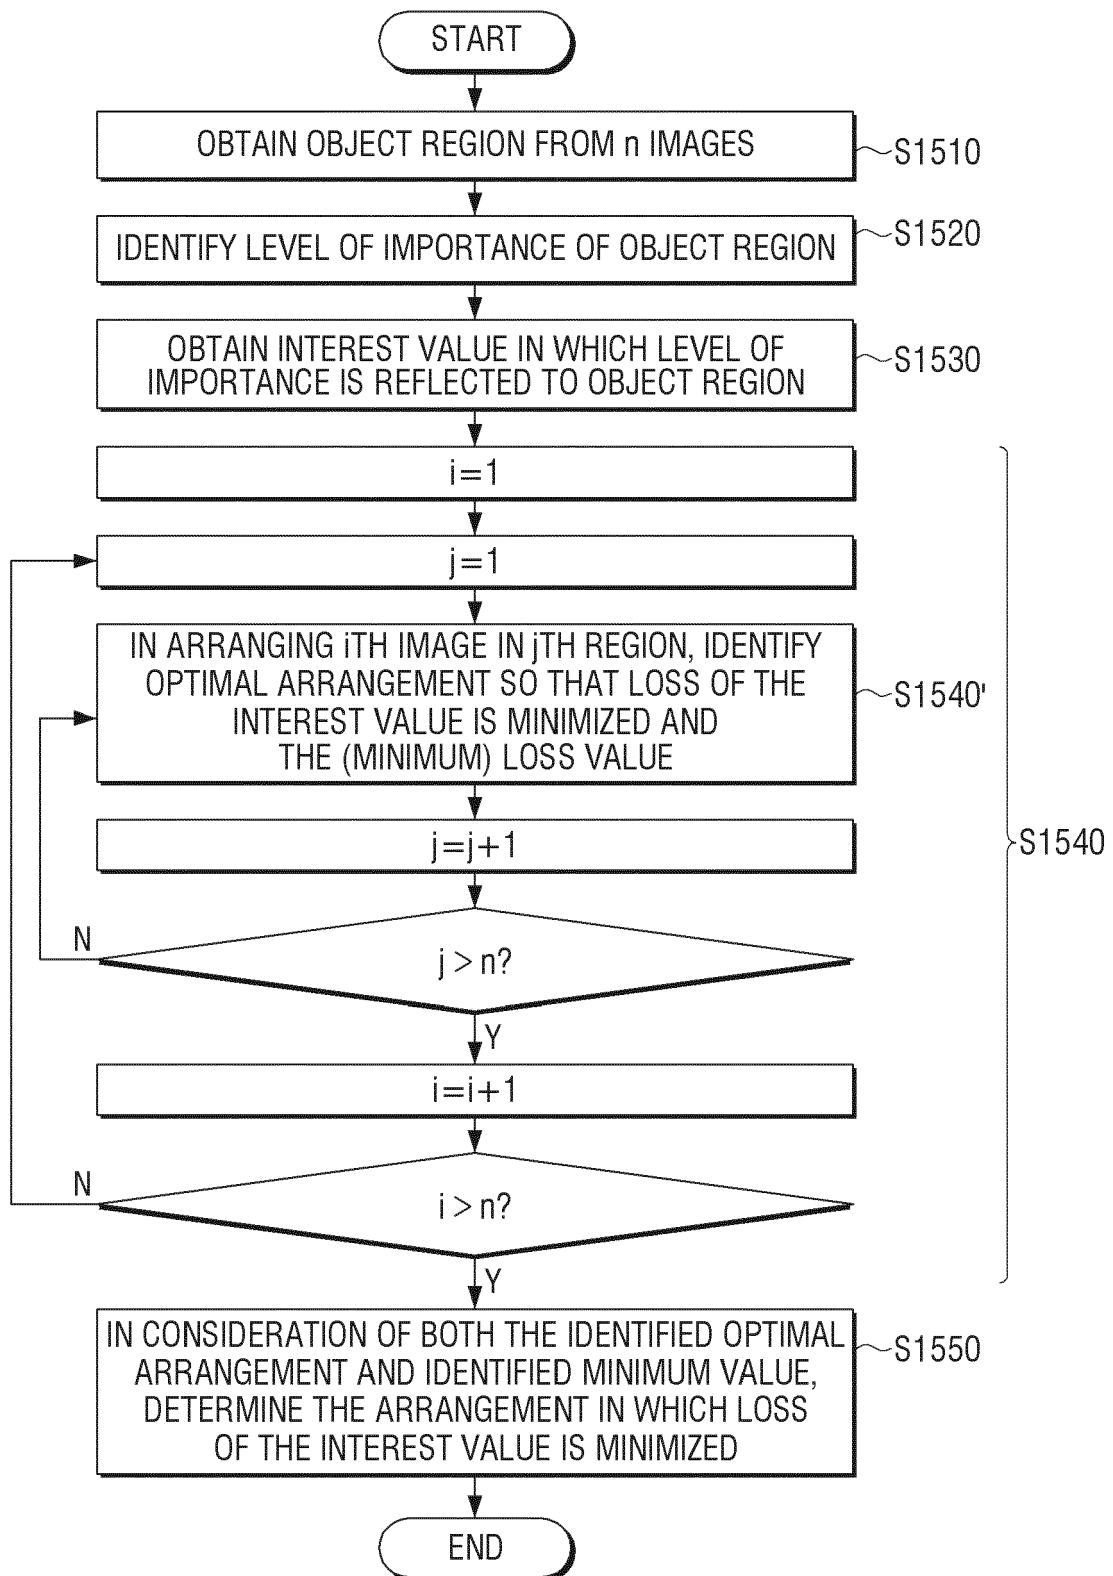 START
OBTAIN OBJECT REGION FROM n IMAGES
S1510
IDENTIFY LEVEL OF IMPORTANCE OF OBJECT REGION
S1520
OBTAIN INTEREST VALUE IN WHICH LEVEL OF
IMPORTANCE IS REFLECTED TO OBJECT REGION
S1530
i=1
j=1
IN ARRANGING iTH IMAGE IN jTH REGION, IDENTIFY
OPTIMAL ARRANGEMENT SO THAT LOSS OF THE
INTEREST VALUE IS MINIMIZED AND
THE (MINIMUM) LOSS VALUE
S1540'
j=j+1
S1540
j>n?
N
Y
i=i+1
i>n?
N
Y
IN CONSIDERATION OF BOTH THE IDENTIFIED OPTIMAL
ARRANGEMENT AND IDENTIFIED MINIMUM VALUE,
DETERMINE THE ARRANGEMENT IN WHICH LOSS
OF THE INTEREST VALUE IS MINIMIZED
S1550
END